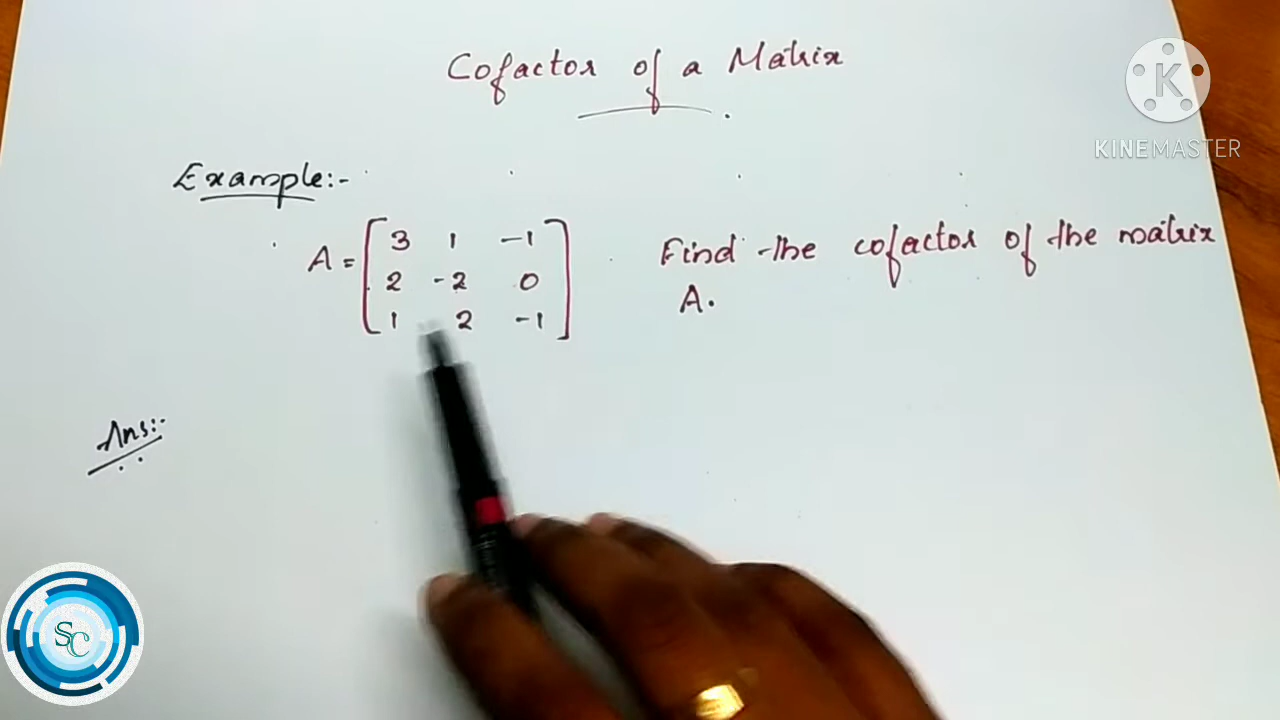 Cofactor of a Matrix
KINEMASTER
Example:-
A = [ 3 1 -1
2 -2 0
1 2 -1 ]
Find the cofactor of the matrix
A.
Ans:-
SC